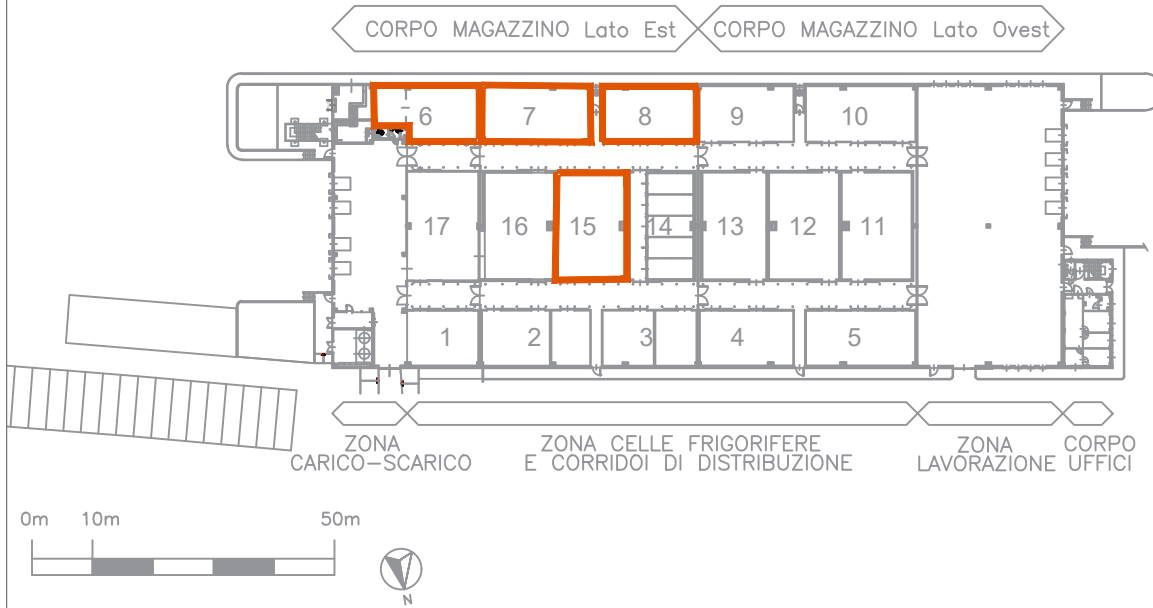 CORPO MAGAZZINO Lato Est
CORPO MAGAZZINO Lato Ovest
6 7 8 9 10
17 16 15 14 13 12 11
1 2 3 4 5
ZONA
CARICO-SCARICO
ZONA CELLE FRIGORIFERE
E CORRIDOI DI DISTRIBUZIONE
ZONA
LAVORAZIONE
CORPO
UFFICI
0m 10m 50m
N